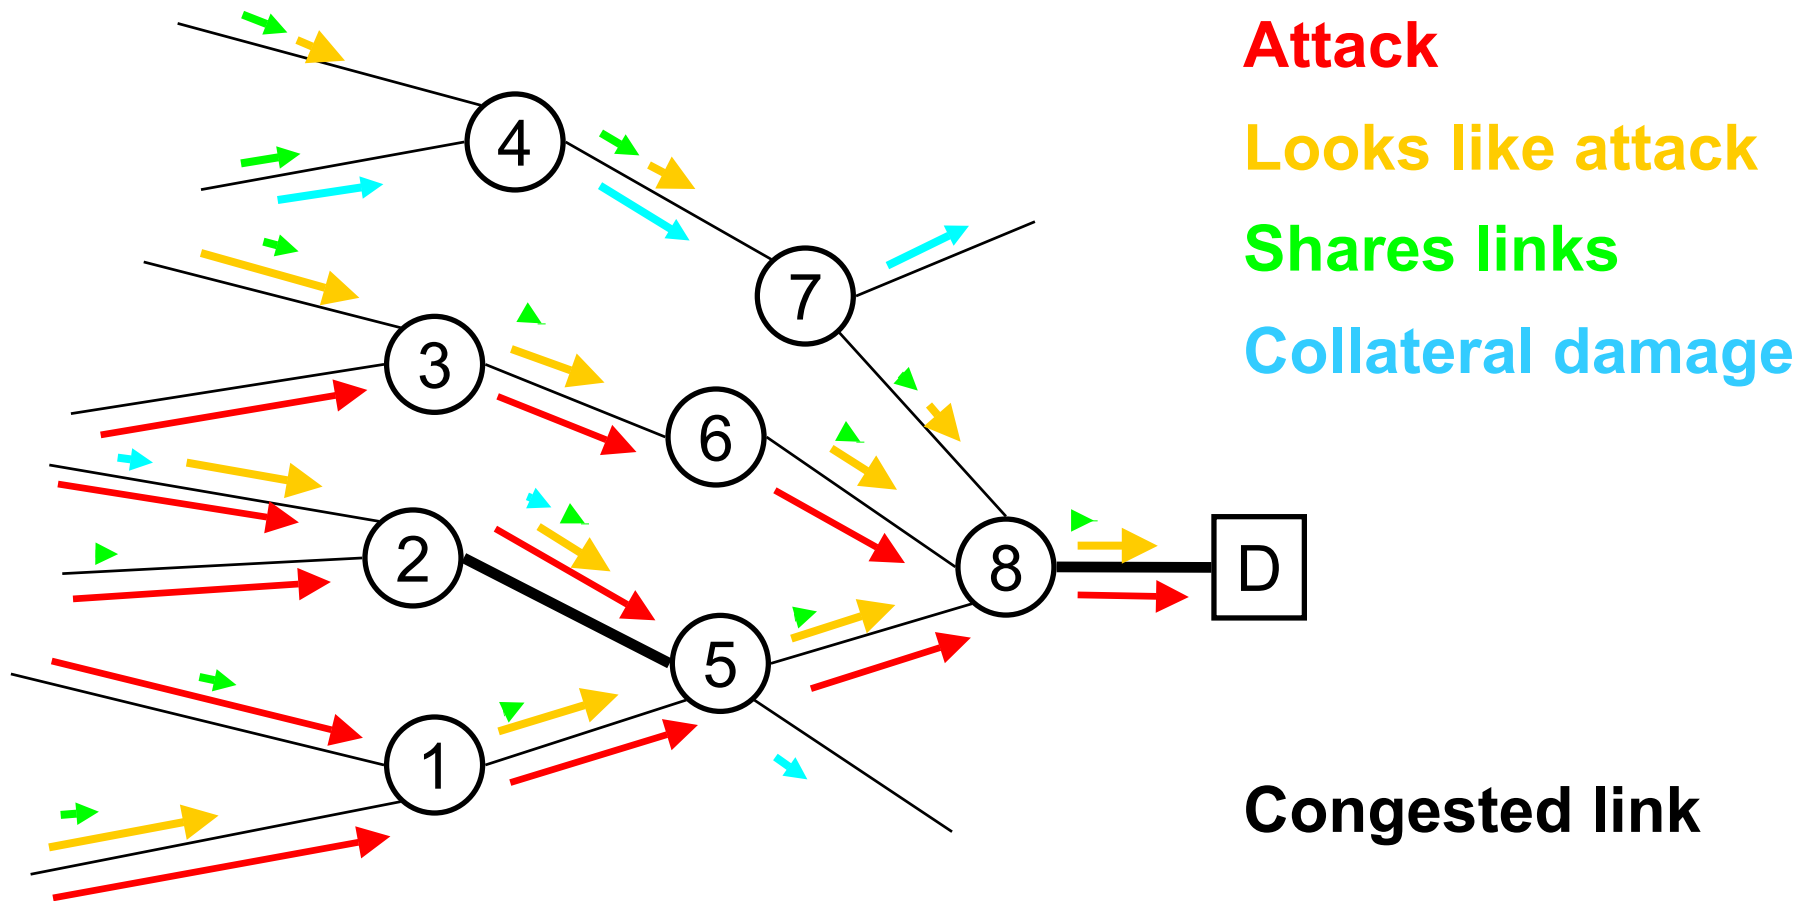 Attack
Looks like attack
4
Shares links
7
Collateral damage
3
6
2
8
D
5
1
Congested link